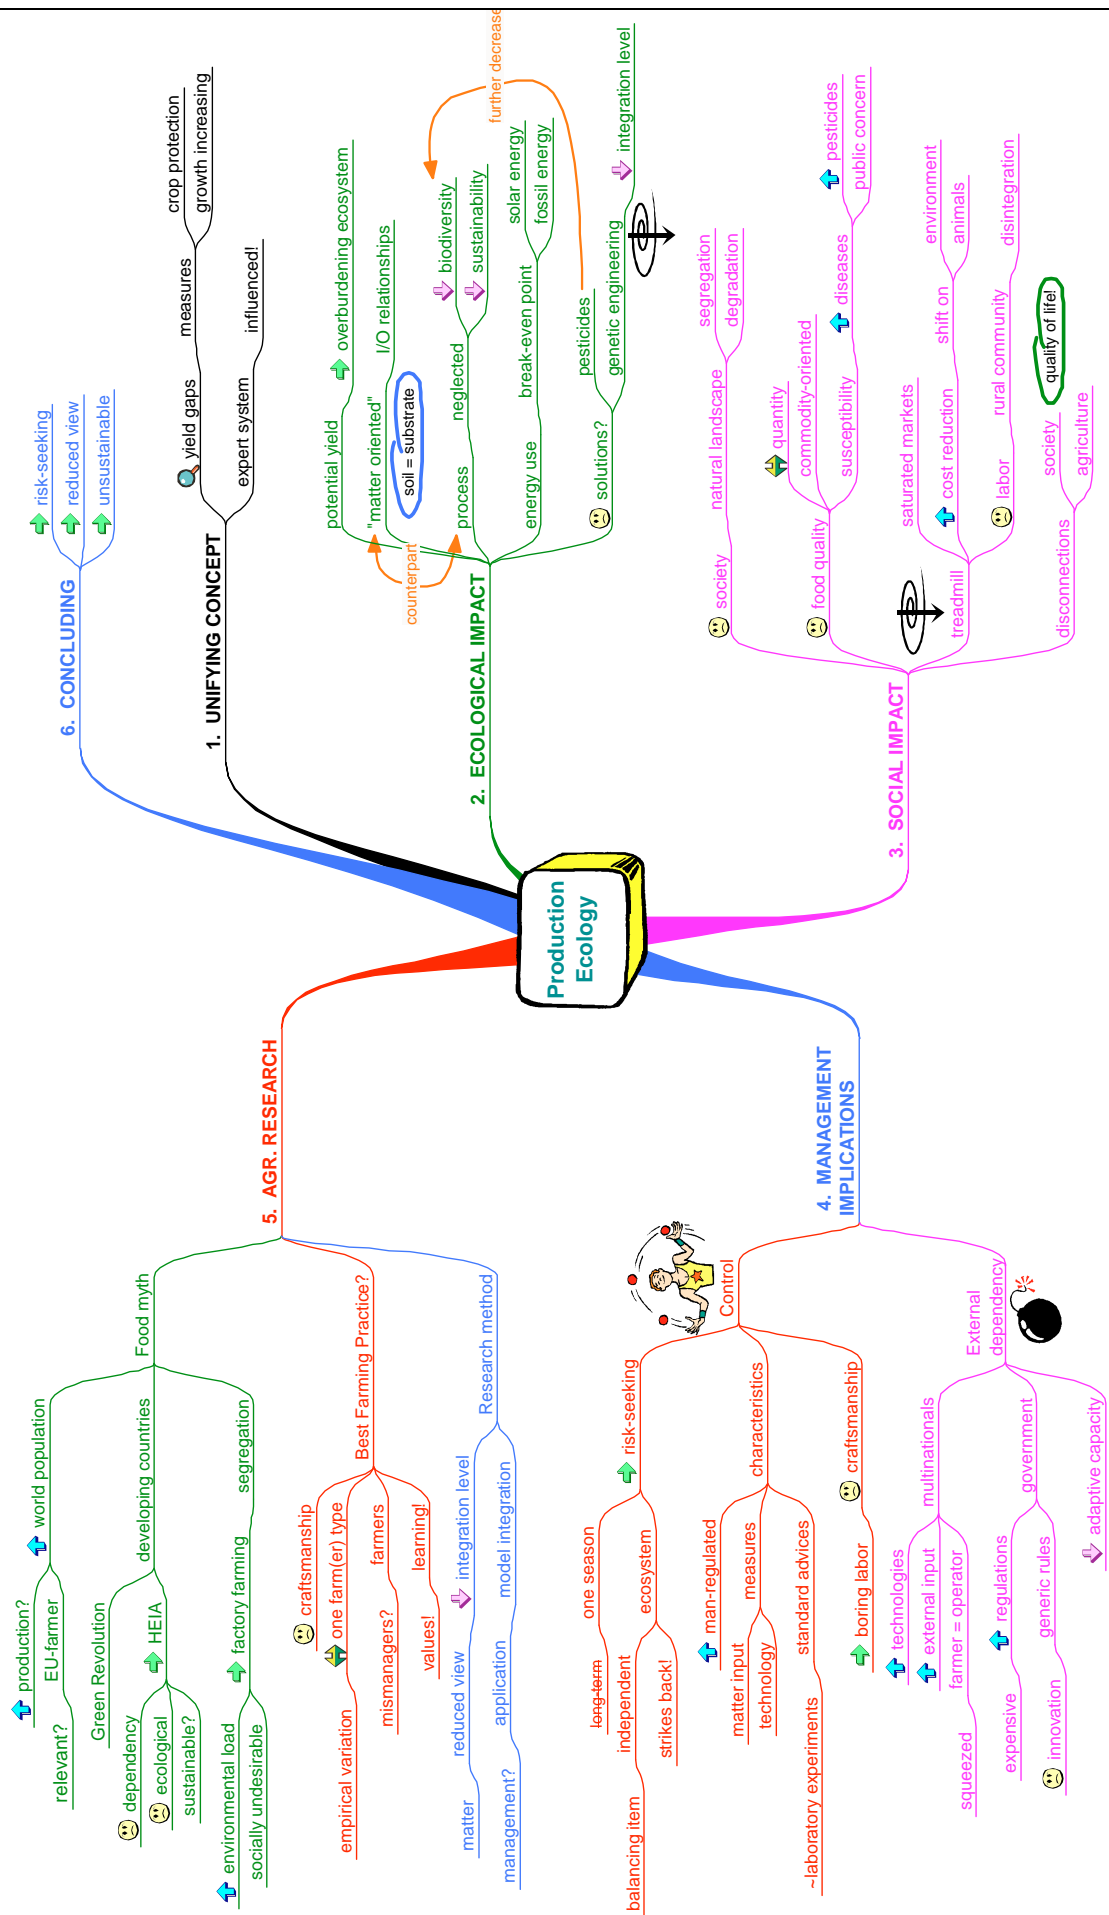 Production
Ecology
1. UNIFYING CONCEPT
yield gaps
measures
crop protection
growth increasing
expert system
influenced!
2. ECOLOGICAL IMPACT
potential yield
overburdening ecosystem
"matter oriented"
I/O relationships
soil = substrate
counterpart
process
neglected
biodiversity
sustainability
further decrease
energy use
break-even point
solar energy
fossil energy
solutions?
pesticides
genetic engineering
integration level
3. SOCIAL IMPACT
society
natural landscape
segregation
degradation
food quality
quantity
commodity-oriented
susceptibility
diseases
pesticides
public concern
treadmill
saturated markets
cost reduction
shift on
environment
animals
labor
rural community
disintegration
disconnections
society
agriculture
quality of life!
4. MANAGEMENT
IMPLICATIONS
Control
risk-seeking
one season
long-term
ecosystem
independent
balancing item
strikes back!
characteristics
man-regulated
measures
matter input
technology
standard advices
~laboratory experiments
craftsmanship
boring labor
External
dependency
multinationals
technologies
external input
farmer = operator
squeezed
government
regulations
expensive
generic rules
innovation
adaptive capacity
5. AGR. RESEARCH
Food myth
world population
production?
EU-farmer
relevant?
developing countries
Green Revolution
HEIA
dependency
ecological
sustainable?
segregation
factory farming
environmental load
socially undesirable
Best Farming Practice?
craftsmanship
one farm(er) type
empirical variation
farmers
mismanagers?
learning!
values!
Research method
integration level
reduced view
matter
model integration
application
management?
6. CONCLUDING
risk-seeking
reduced view
unsustainable